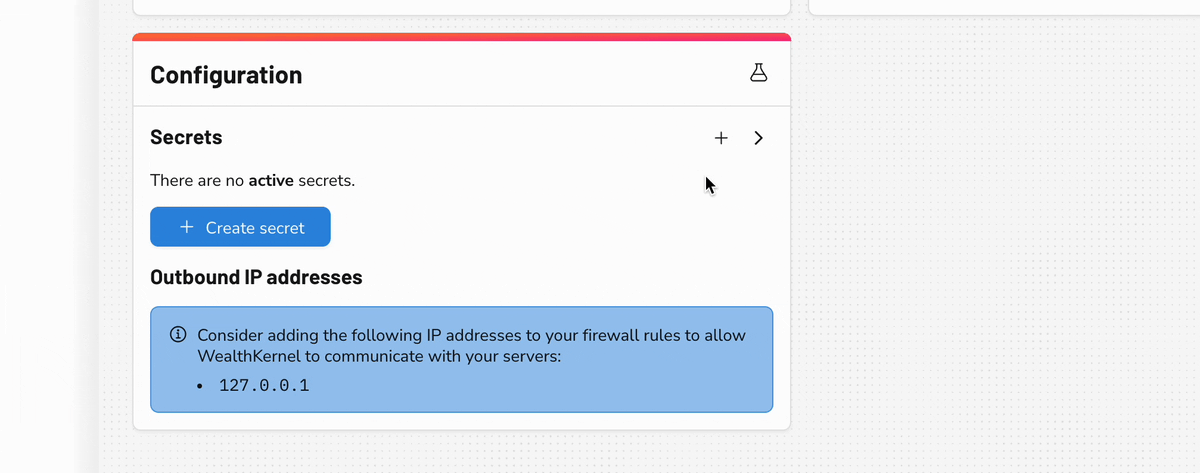 Configuration
Secrets
There are no active secrets.
Create secret
Outbound IP addresses
Consider adding the following IP addresses to your firewall rules to allow
WealthKernel to communicate with your servers:
• 127.0.0.1